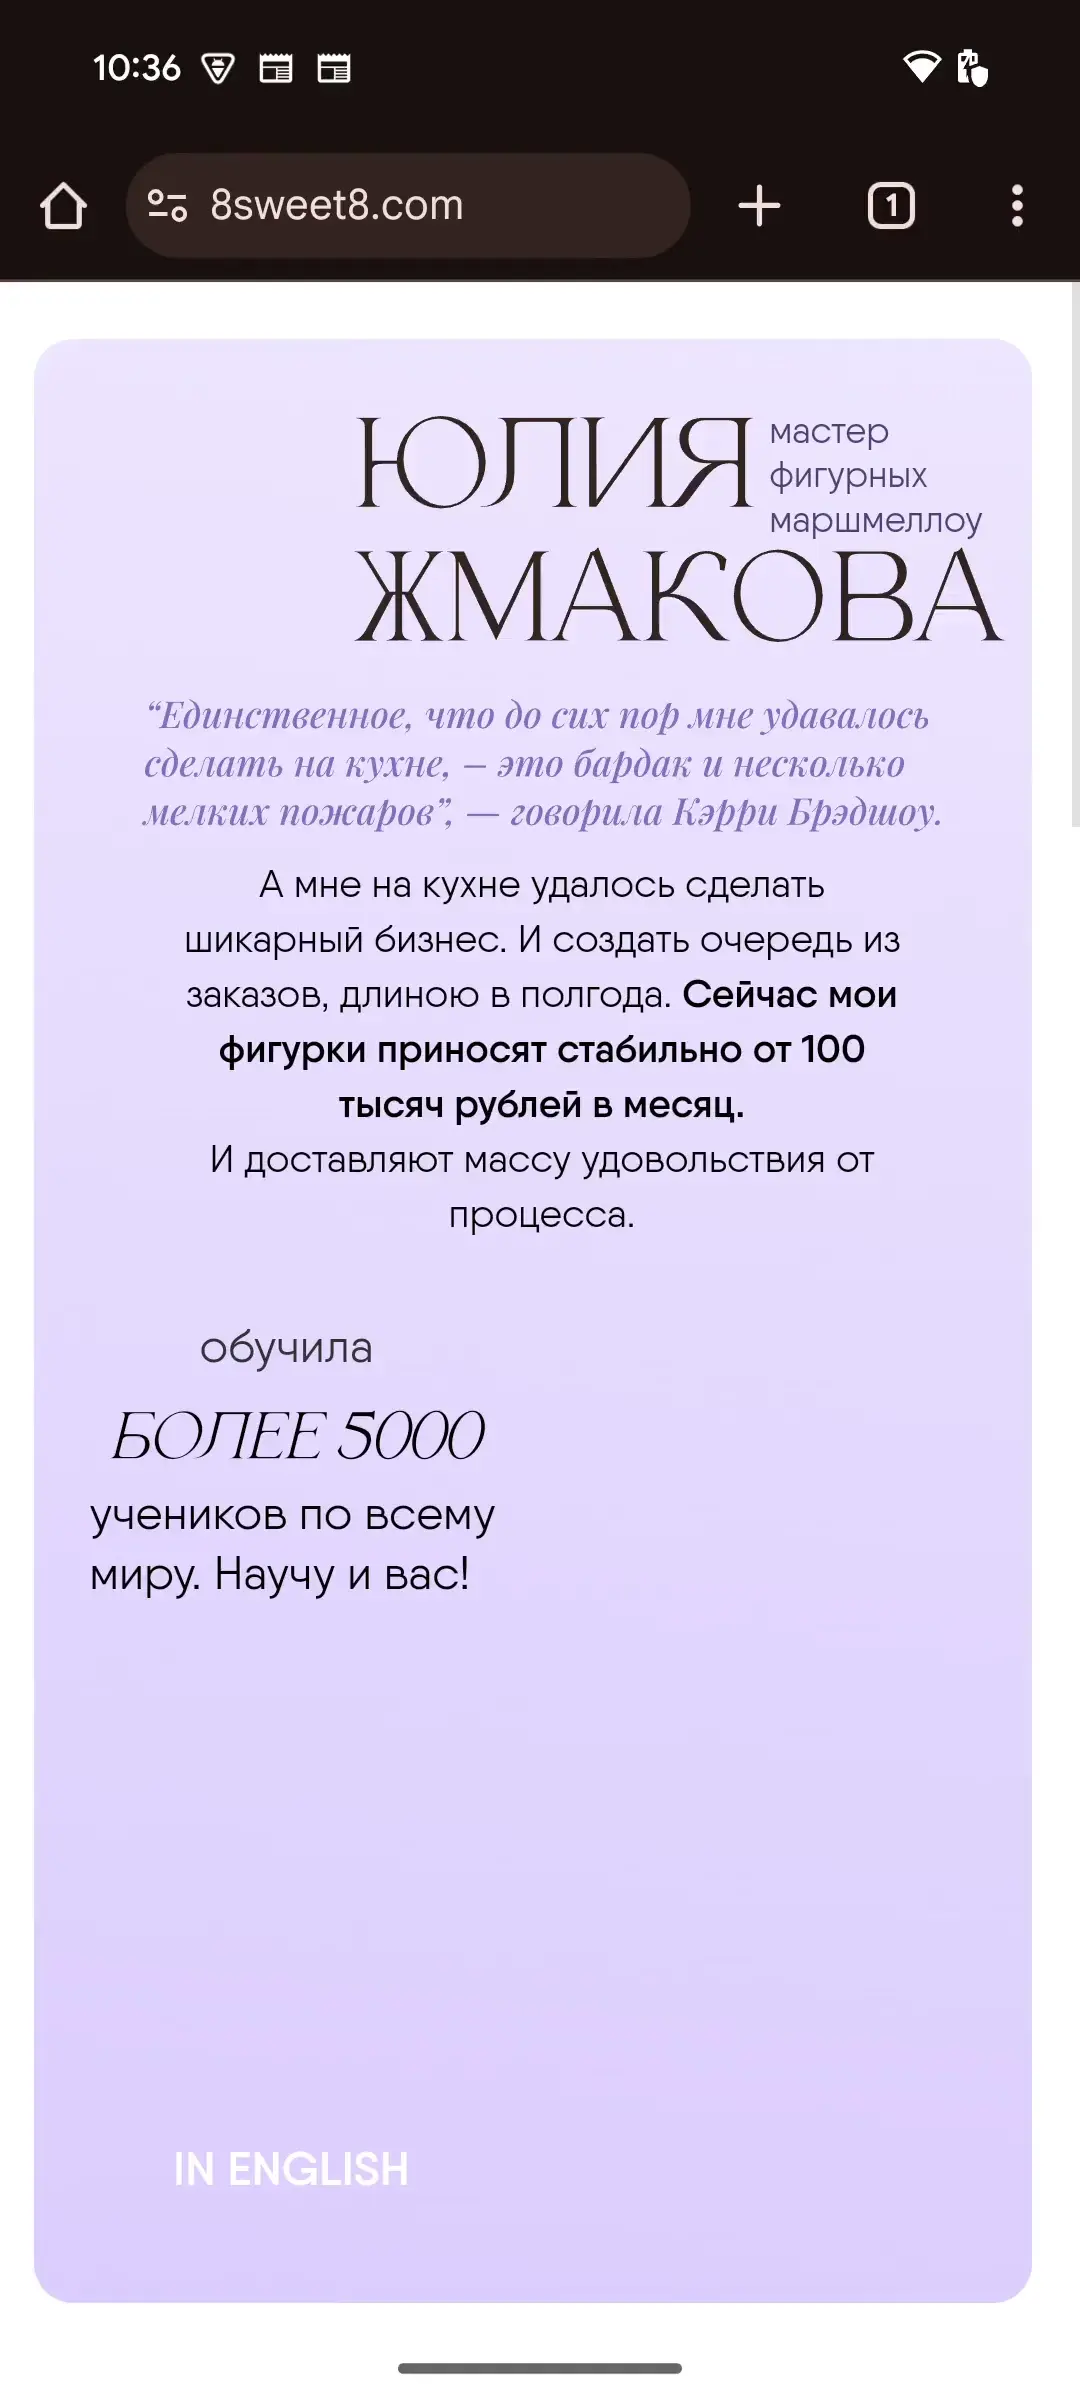 10:36
8sweet8.com
1
ЮЛИЯ
мастер
фигурных
маршмеллоу
ЖМАКОВА
“Единственное, что до сих пор мне удавалось
сделать на кухне, – это бардак и несколько
мелких пожаров”, — говорила Кэрри Брэдшоу.
А мне на кухне удалось сделать
шикарный бизнес. И создать очередь из
заказов, длиною в полгода. Сейчас мои
фигурки приносят стабильно от 100
тысяч рублей в месяц.
И доставляют массу удовольствия от
процесса.
обучила
БОЛЕЕ 5000
учеников по всему
миру. Научу и вас!
IN ENGLISH